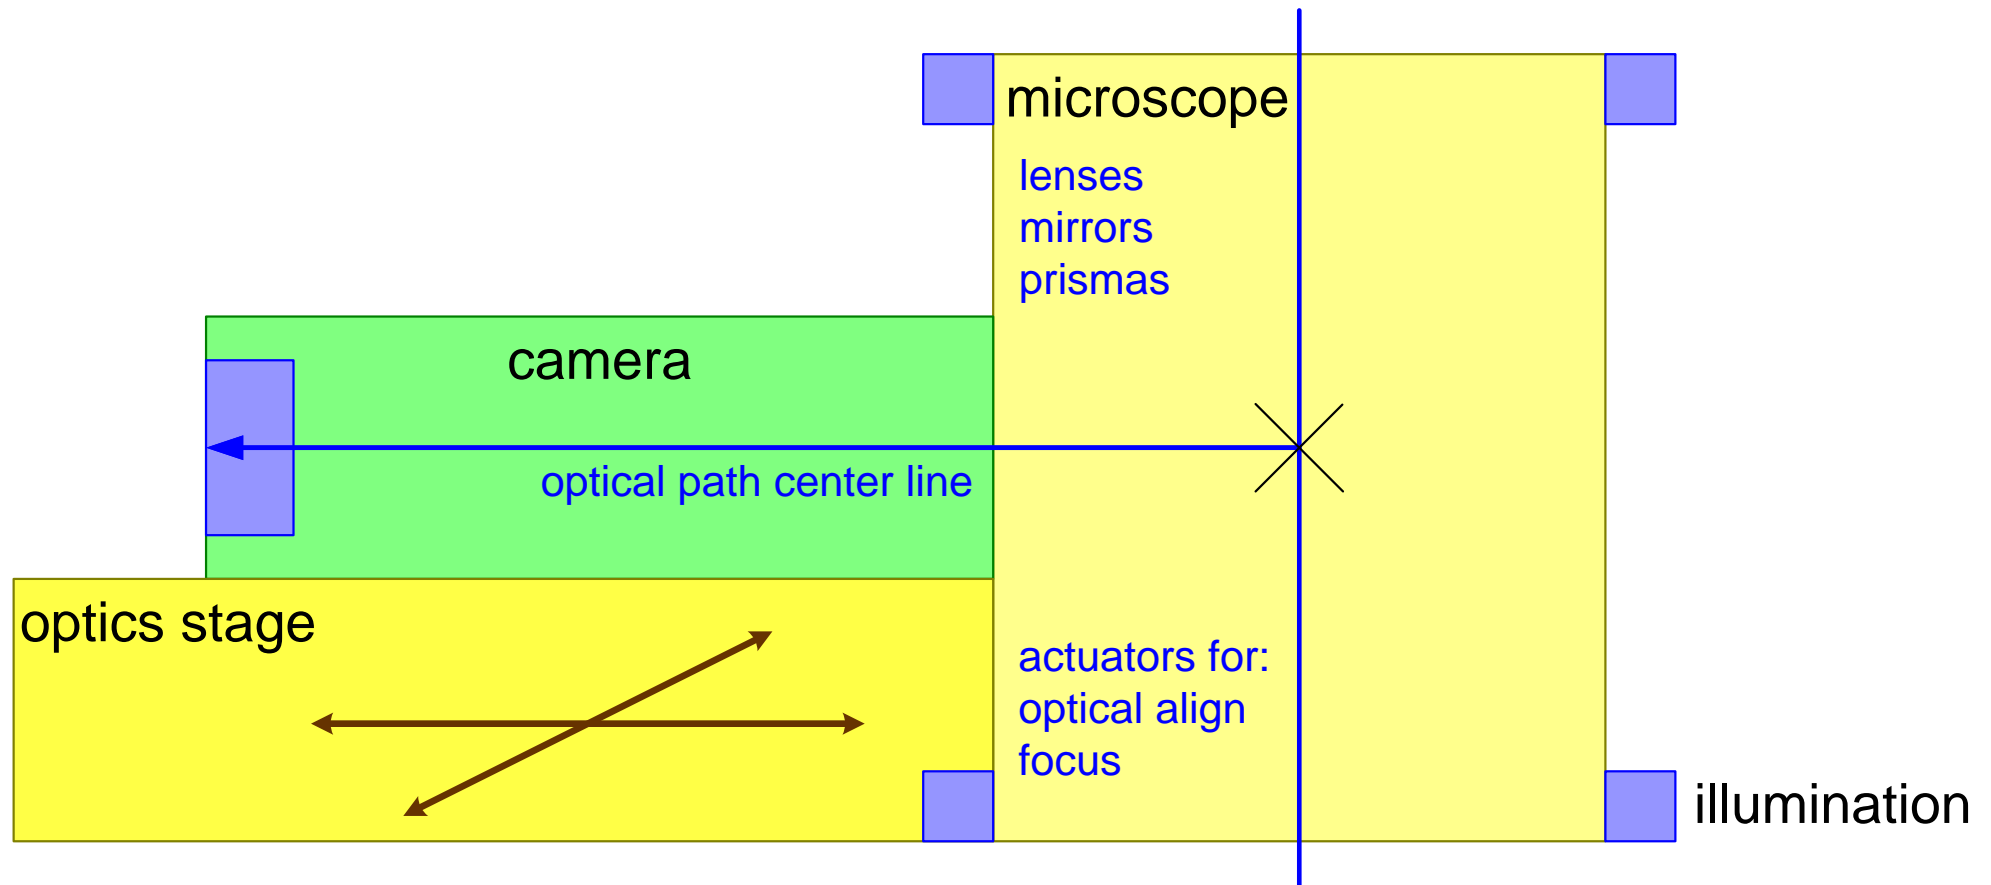 microscope
lenses
mirrors
prismas
camera
optical path center line
optics stage
actuators for:
optical align
focus
illumination